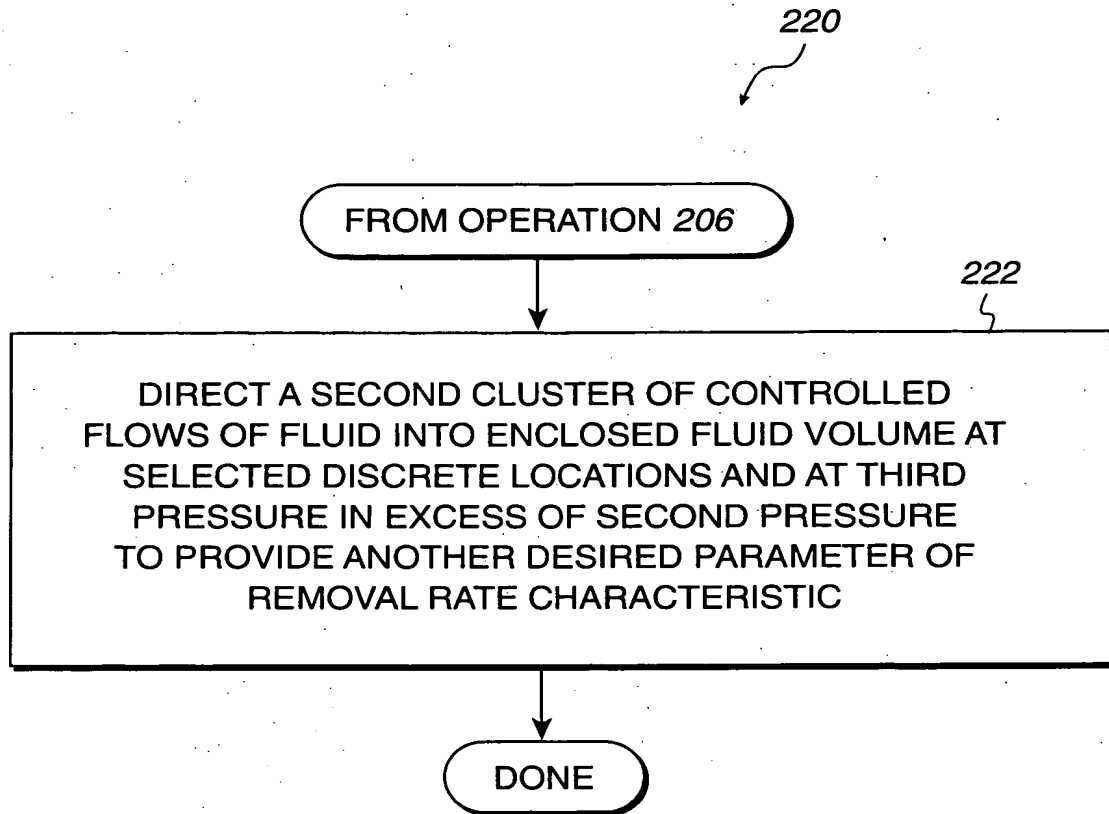 220
FROM OPERATION 206
222
DIRECT A SECOND CLUSTER OF CONTROLLED
FLOWS OF FLUID INTO ENCLOSED FLUID VOLUME AT
SELECTED DISCRETE LOCATIONS AND AT THIRD
PRESSURE IN EXCESS OF SECOND PRESSURE
TO PROVIDE ANOTHER DESIRED PARAMETER OF
REMOVAL RATE CHARACTERISTIC
DONE